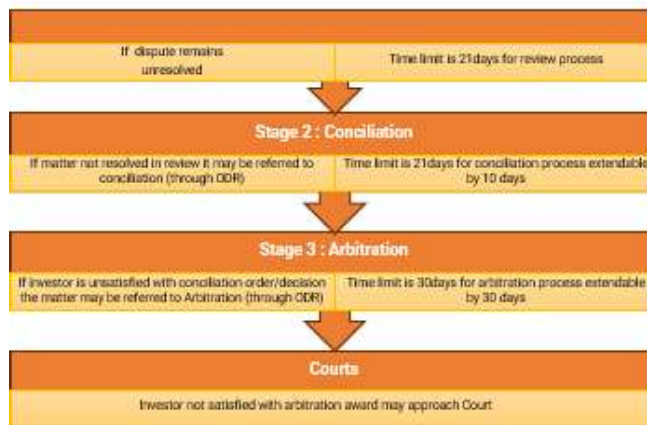 If dispute remains
unresolved
Time limit is 21days for review process
Stage 2 : Conciliation
If matter not resolved in review it may be referred to
conciliation (through ODR)
Time limit is 21days for conciliation process extendable
by 10 days
Stage 3 : Arbitration
If investor is unsatisfied with conciliation order/decision
the matter may be referred to Arbitration (through ODR)
Time limit is 30days for arbitration process extendable
by 30 days
Courts
Investor not satisfied with arbitration award may approach Court